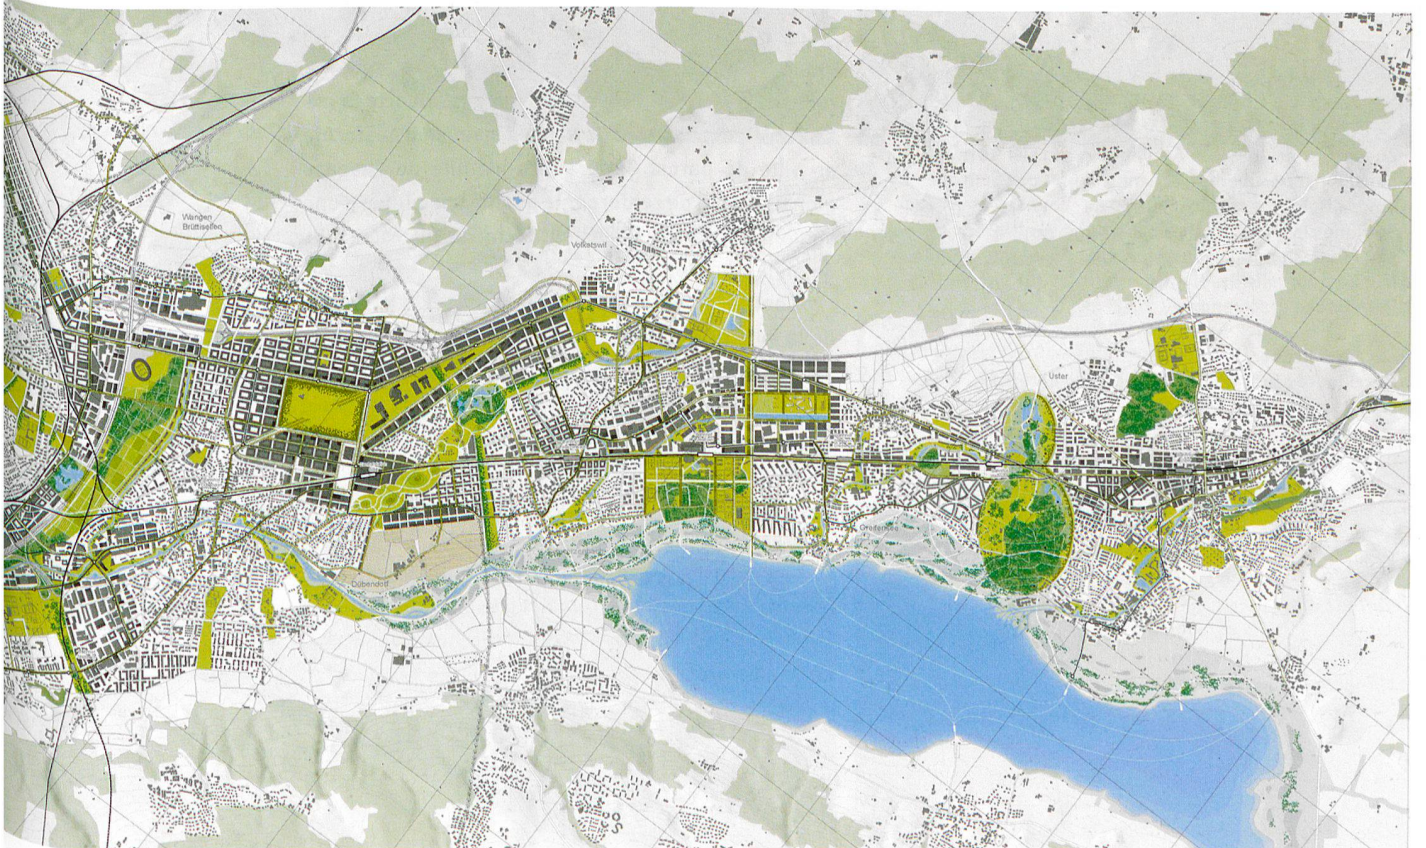 Wangen
Brüttisellen
Volketswil
Uster
Greifensee
Dübendorf